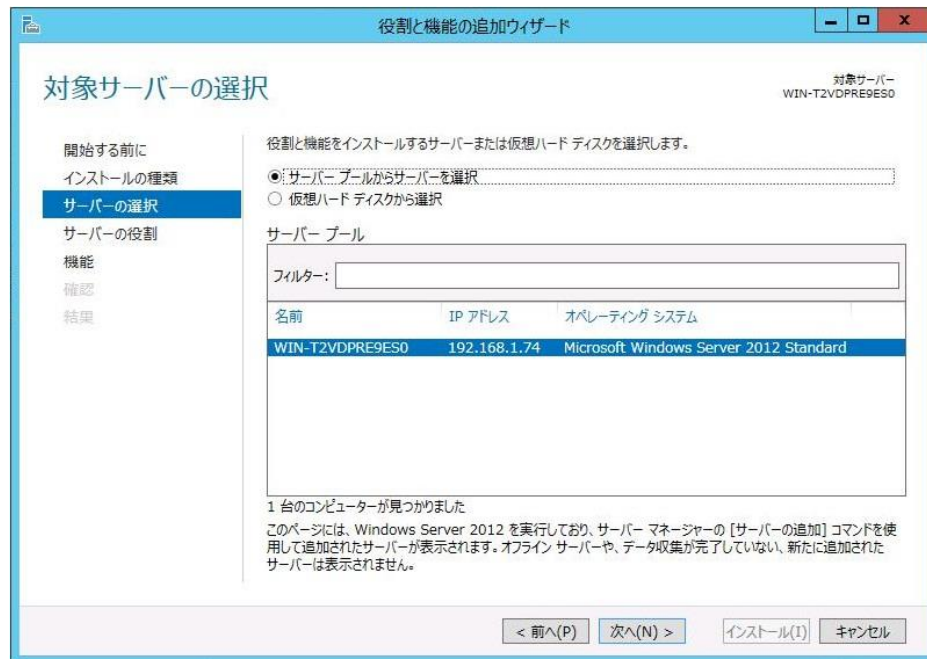 役割と機能の追加ウィザード
対象サーバーの選択
対象サーバー
WIN-T2VDPRE9ES0
開始する前に
インストールの種類
サーバーの選択
サーバーの役割
機能
確認
結果
役割と機能をインストールするサーバーまたは仮想ハード ディスクを選択します。
サーバー プールからサーバーを選択
仮想ハード ディスクから選択
サーバー プール
フィルター:
名前 IP アドレス オペレーティング システム
WIN-T2VDPRE9ES0 192.168.1.74 Microsoft Windows Server 2012 Standard
1 台のコンピューターが見つかりました
このページには、Windows Server 2012 を実行しており、サーバー マネージャーの [サーバーの追加] コマンドを使
用して追加されたサーバーが表示されます。オフライン サーバーや、データ収集が完了していない、新たに追加された
サーバーは表示されません。
< 前へ(P) 次へ(N) > インストール(I) キャンセル